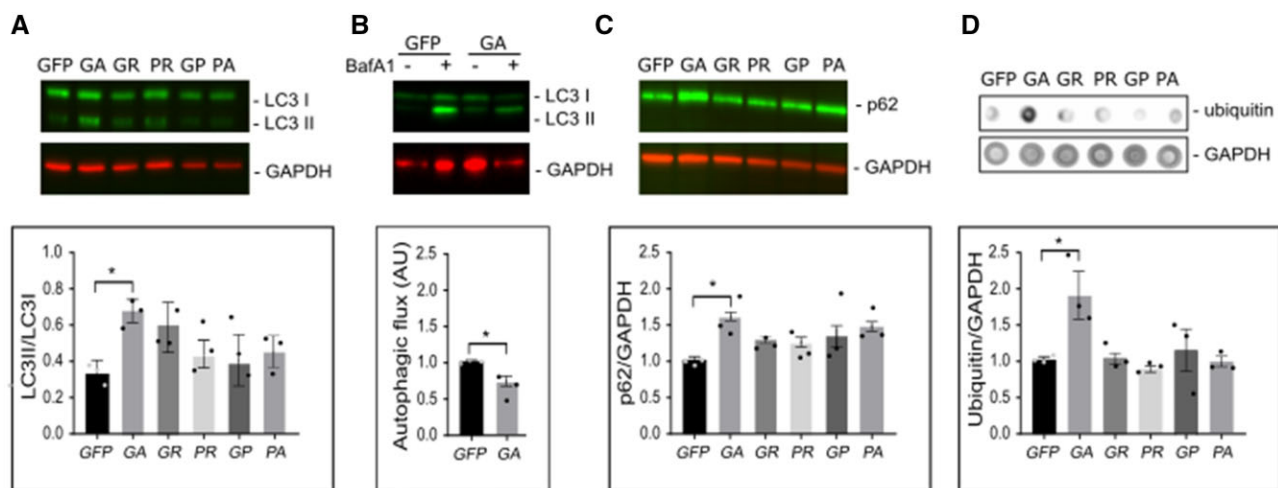 A
GFP GA GR PR GP PA
- LC3 I
- LC3 II
- GAPDH
1.0
0.8
0.6
0.4
0.2
0.0
LC3II/LC3I
*
GFP GA GR PR GP PA
B
GFP GA
BafA1 - + - +
- LC3 I
- LC3 II
- GAPDH
2.5
2.0
1.5
1.0
0.5
0.0
Autophagic flux (AU)
*
GFP GA
C
GFP GA GR PR GP PA
- p62
- GAPDH
2.5
2.0
1.5
1.0
0.5
0.0
p62/GAPDH
*
GFP GA GR PR GP PA
D
GFP GA GR PR GP PA
- ubiquitin
- GAPDH
2.5
2.0
1.5
1.0
0.5
0.0
Ubiquitin/GAPDH
*
GFP GA GR PR GP PA